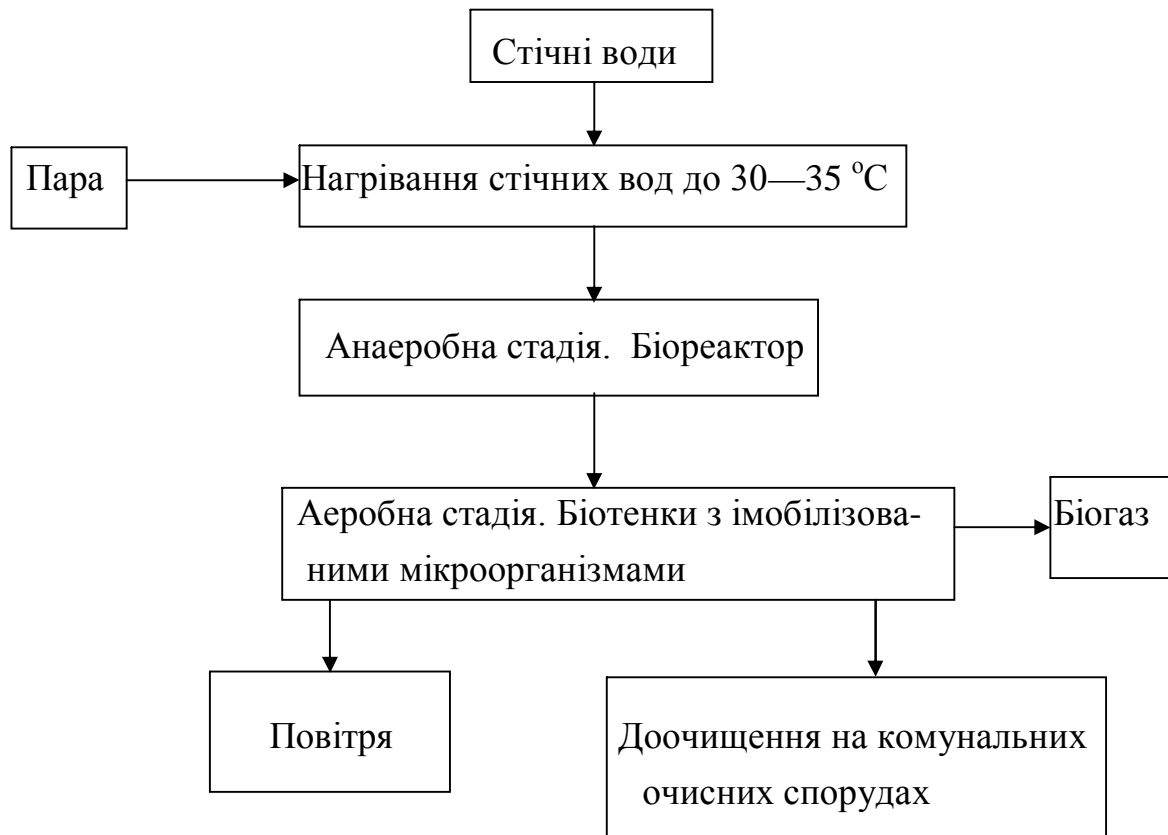 Стічні води
Пара
Нагрівання стічних вод до 30—35 ºС
Анаеробна стадія. Біореактор
Аеробна стадія. Біотенки з імобілізова-
ними мікроорганізмами
Біогаз
Повітря
Доочищення на комунальних
очисних спорудах